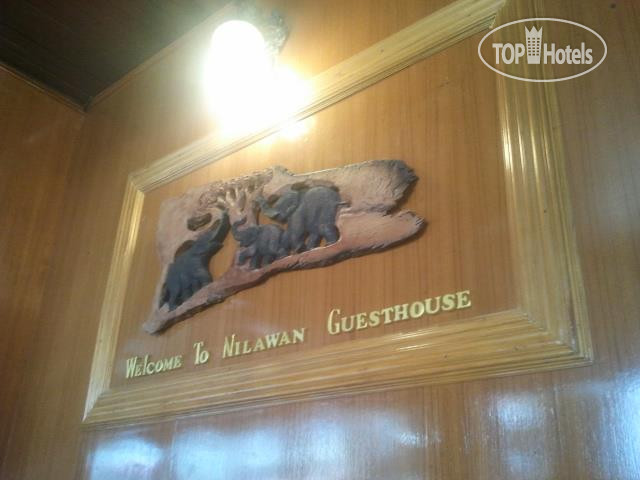 TOP Hotels
WELCOME TO NILAWAN GUESTHOUSE